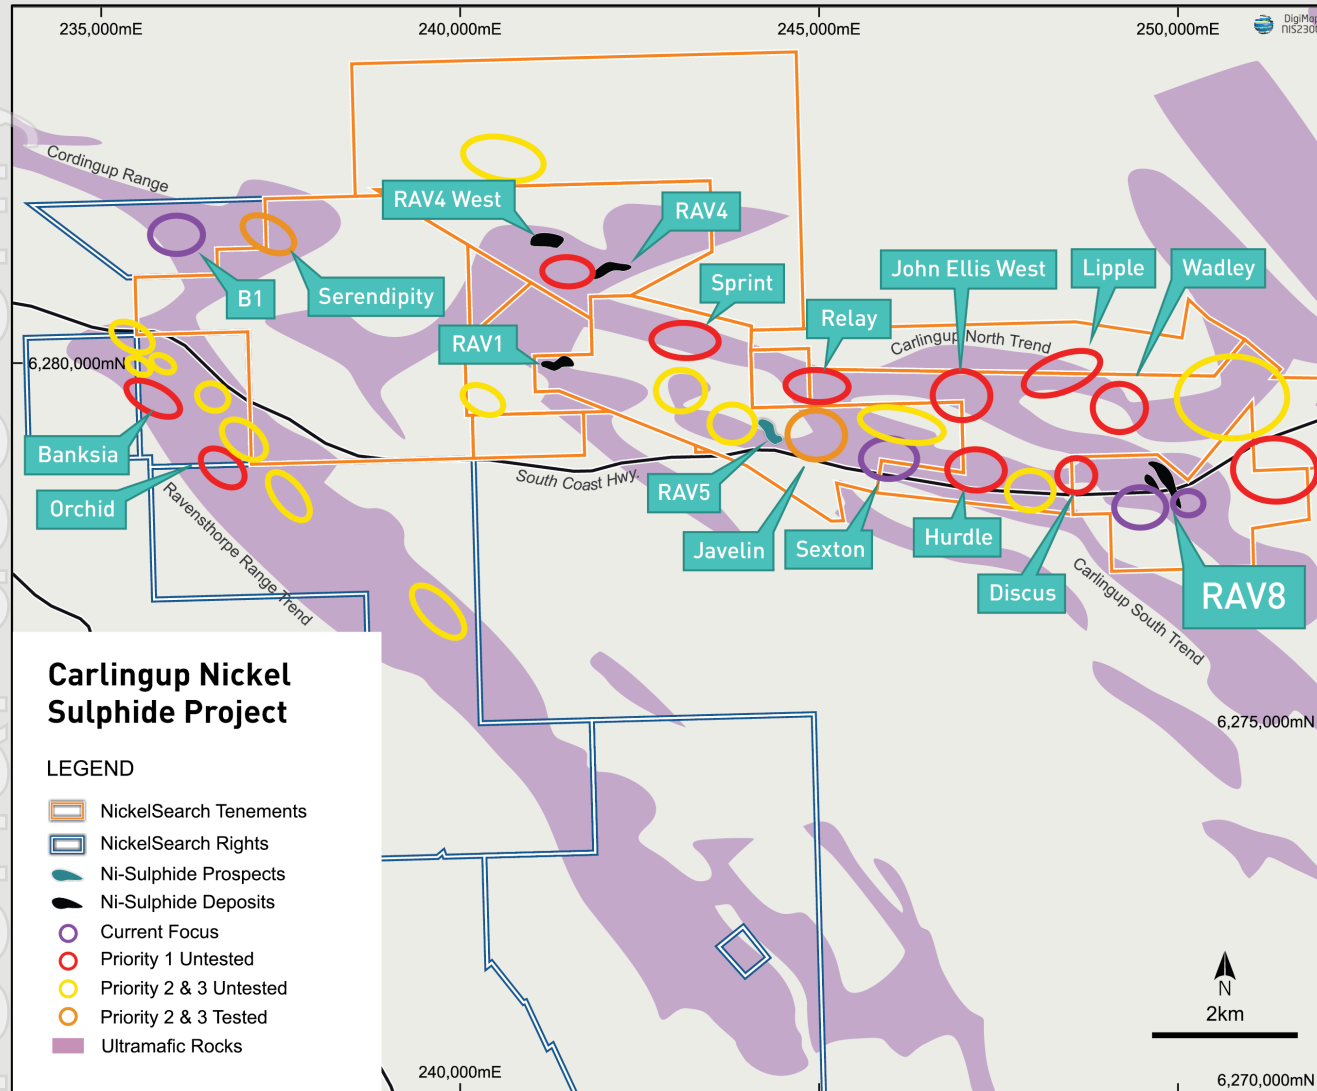 235,000mE
240,000mE
245,000mE
250,000mE
Cordingup Range
RAV4 West
RAV4
B1
Serendipity
Sprint
John Ellis West
Lipple
Wadley
Relay
RAV1
Carlingup North Trend
6,280,000mN
Banksia
Orchid
South Coast Hwy.
RAV5
Javelin
Sexton
Hurdle
Discus
RAV8
Ravensthorpe Range Trend
Carlingup South Trend
6,275,000mN
Carlingup Nickel
Sulphide Project
LEGEND
NickelSearch Tenements
NickelSearch Rights
Ni-Sulphide Prospects
Ni-Sulphide Deposits
Current Focus
Priority 1 Untested
Priority 2 & 3 Untested
Priority 2 & 3 Tested
Ultramafic Rocks
N
2km
240,000mE
6,270,000mN